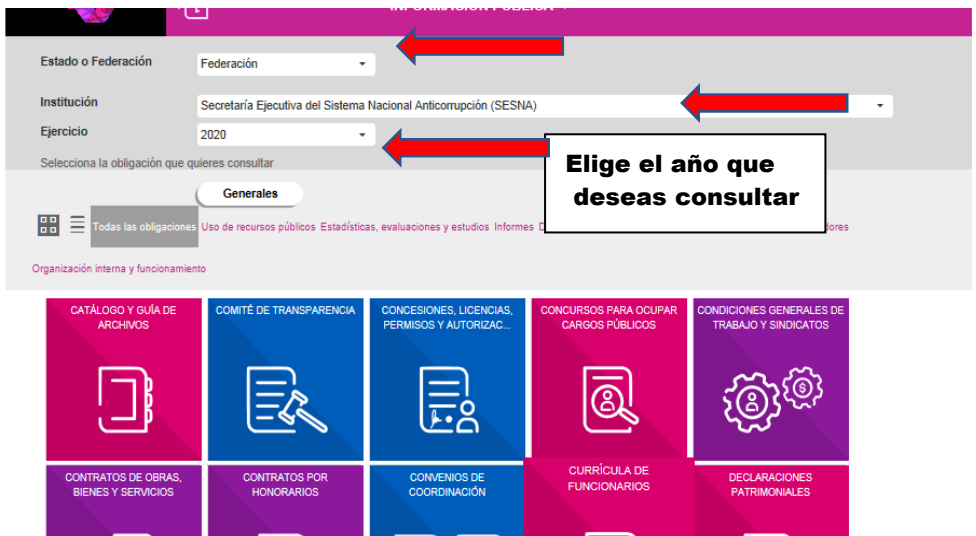 INFORMACIÓN PÚBLICA
Estado o Federación
Federación
Institución
Secretaría Ejecutiva del Sistema Nacional Anticorrupción (SESNA)
Ejercicio
2020
Selecciona la obligación que quieres consultar
Elige el año que
deseas consultar
Generales
Todas las obligaciones Uso de recursos públicos Estadísticas, evaluaciones y estudios Informes
Organización interna y funcionamiento
CATÁLOGO Y GUÍA DE
ARCHIVOS
COMITÉ DE TRANSPARENCIA
CONCESIONES, LICENCIAS,
PERMISOS Y AUTORIZAC...
CONCURSOS PARA OCUPAR
CARGOS PÚBLICOS
CONDICIONES GENERALES DE
TRABAJO Y SINDICATOS
CONTRATOS DE OBRAS,
BIENES Y SERVICIOS
CONTRATOS POR
HONORARIOS
CONVENIOS DE
COORDINACIÓN
CURRÍCULA DE
FUNCIONARIOS
DECLARACIONES
PATRIMONIALES